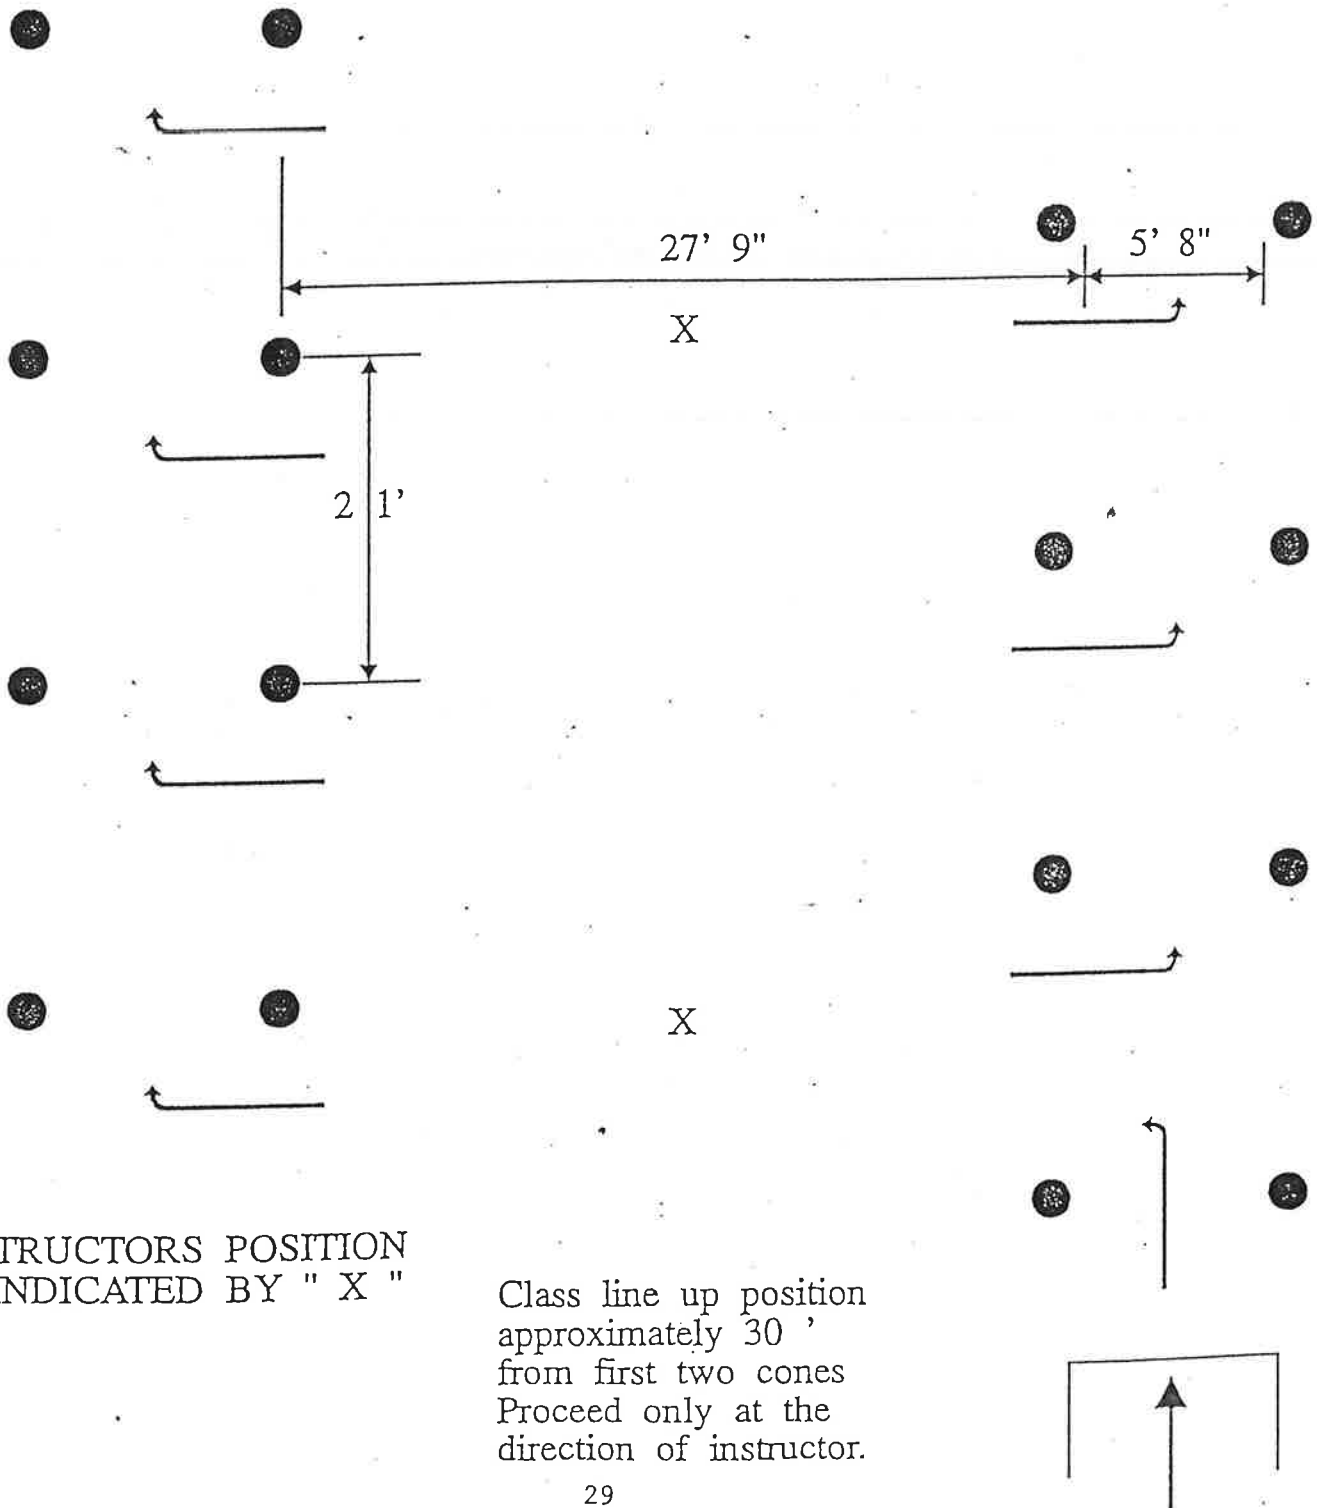 27' 9"
5' 8"
X
2 1'
X
TRUCTORS POSITION
NDICATED BY " X "
Class line up position
approximately 30 '
from first two cones
Proceed only at the
direction of instructor.
29